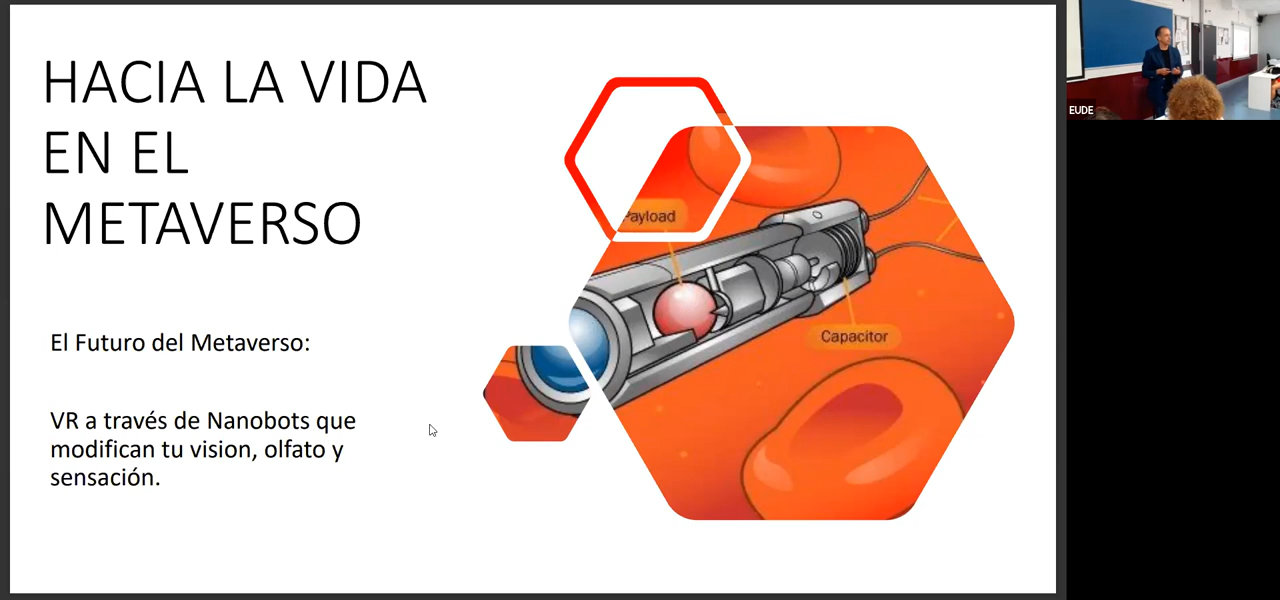 HACIA LA VIDA
EN EL
METAVERSO
El Futuro del Metaverso:
VR a través de Nanobots que
modifican tu vision, olfato y
sensación.
Payload
Capacitor
EUDE